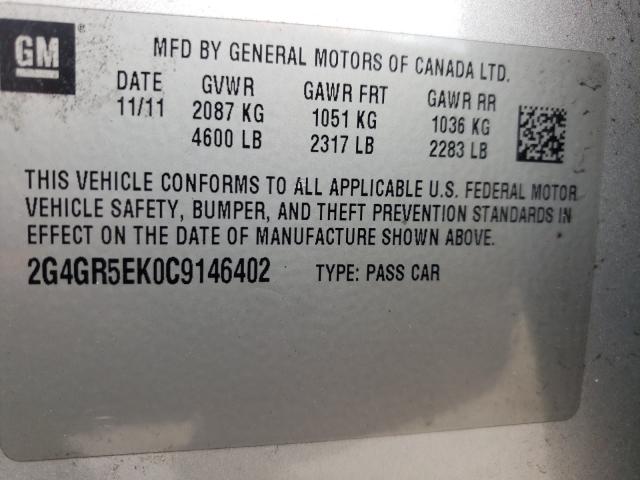 GM
MFD BY GENERAL MOTORS OF CANADA LTD.
DATE GVWR GAWR FRT GAWR RR
11/11 2087 KG 1051 KG 1036 KG
4600 LB 2317 LB 2283 LB
THIS VEHICLE CONFORMS TO ALL APPLICABLE U.S. FEDERAL MOTOR
VEHICLE SAFETY, BUMPER, AND THEFT PREVENTION STANDARDS IN
EFFECT ON THE DATE OF MANUFACTURE SHOWN ABOVE.
2G4GR5EK0C9146402 TYPE: PASS CAR